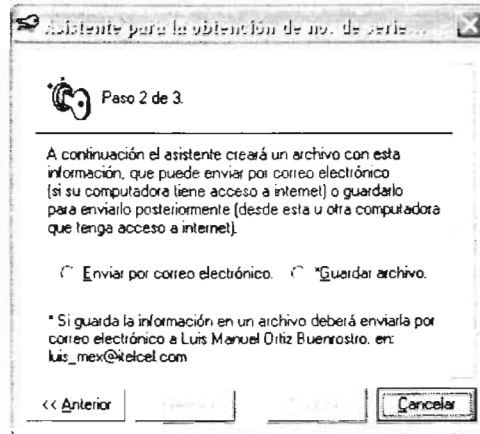 Asistente para la obtención de no. de serie...
Paso 2 de 3.
A continuación el asistente creará un archivo con esta
información, que puede enviar por correo electrónico
(si su computadora tiene acceso a internet) o guardarlo
para enviarlo posteriormente (desde esta u otra computadora
que tenga acceso a internet).
Enviar por correo electrónico. *Guardar archivo.
* Si guarda la información en un archivo deberá enviarla por
correo electrónico a Luis Manuel Ortiz Buenrostro, en:
luis_mex@itelcel.com
<< Anterior Cancelar